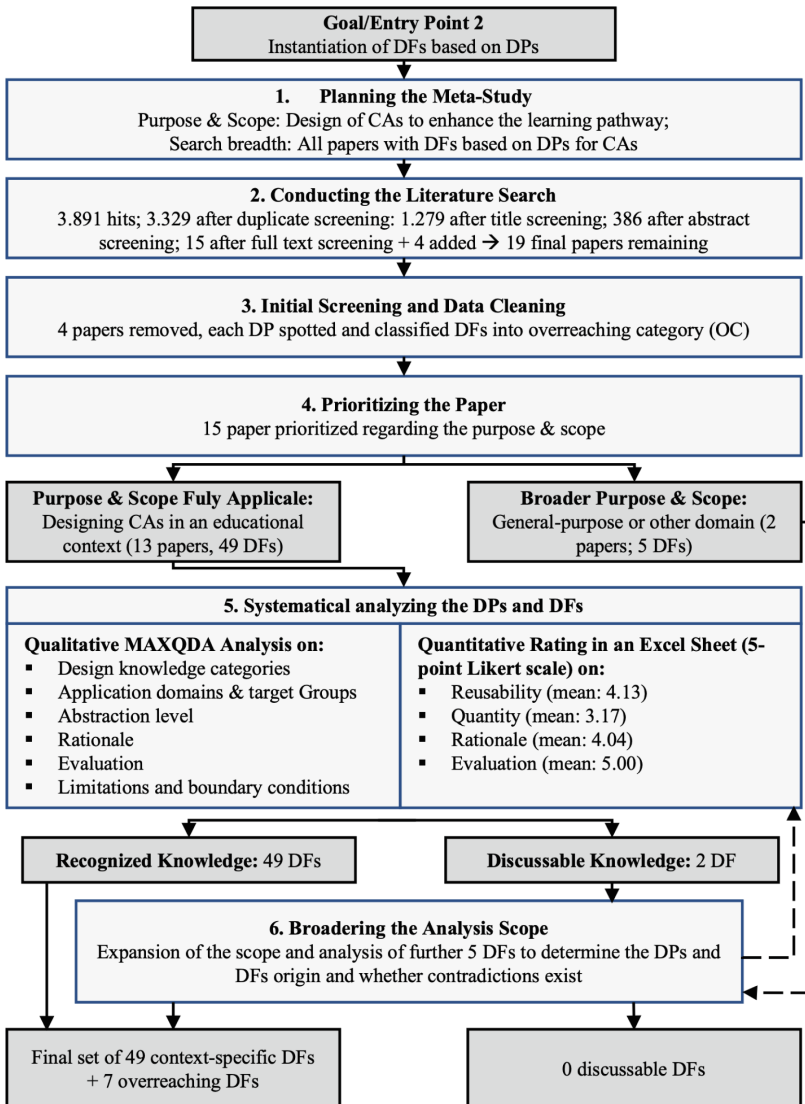 Goal/Entry Point 2
Instantiation of DFs based on DPs
1. Planning the Meta-Study
Purpose & Scope: Design of CAs to enhance the learning pathway;
Search breadth: All papers with DFs based on DPs for CAs
2. Conducting the Literature Search
3.891 hits; 3.329 after duplicate screening: 1.279 after title screening; 386 after abstract
screening; 15 after full text screening + 4 added → 19 final papers remaining
3. Initial Screening and Data Cleaning
4 papers removed, each DP spotted and classified DFs into overreaching category (OC)
4. Prioritizing the Paper
15 paper prioritized regarding the purpose & scope
Purpose & Scope Fuly Applicale:
Designing CAs in an educational
context (13 papers, 49 DFs)
Broader Purpose & Scope:
General-purpose or other domain (2
papers; 5 DFs)
5. Systematical analyzing the DPs and DFs
Qualitative MAXQDA Analysis on:
▪ Design knowledge categories
▪ Application domains & target Groups
▪ Abstraction level
▪ Rationale
▪ Evaluation
▪ Limitations and boundary conditions
Quantitative Rating in an Excel Sheet (5-
point Likert scale) on:
▪ Reusability (mean: 4.13)
▪ Quantity (mean: 3.17)
▪ Rationale (mean: 4.04)
▪ Evaluation (mean: 5.00)
Recognized Knowledge: 49 DFs
Discussable Knowledge: 2 DF
6. Broadering the Analysis Scope
Expansion of the scope and analysis of further 5 DFs to determine the DPs and
DFs origin and whether contradictions exist
Final set of 49 context-specific DFs
+ 7 overreaching DFs
0 discussable DFs